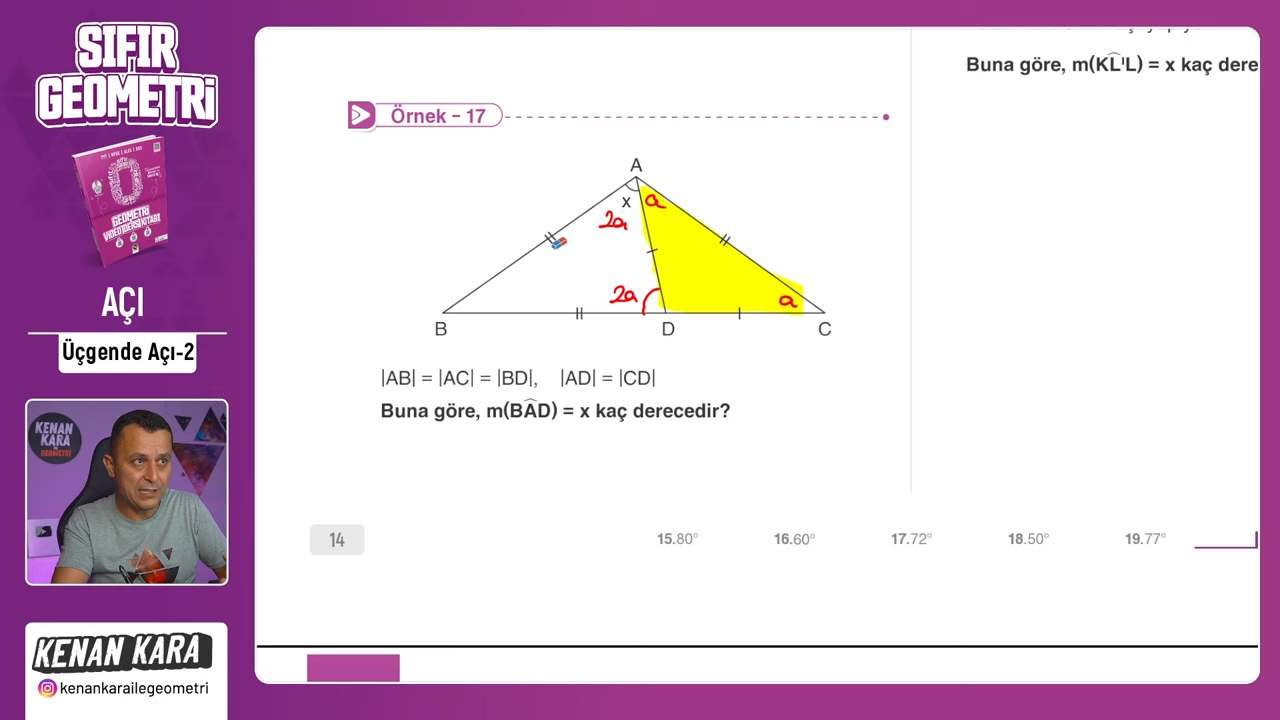 SIFIR
GEOMETRİ
GEOMETRİ
VİDEO DERS KİTABI
AÇI
Üçgende Açı-2
KENAN
KARA
GEOMETRİ
KENAN KARA
kenankarailegeometri
Buna göre, m(KL'L) = x kaç dere
Örnek – 17
A
x
a
2a
2a
a
B
D
C
|AB| = |AC| = |BD|, |AD| = |CD|
Buna göre, m(BAD) = x kaç derecedir?
14
15.80°
16.60°
17.72°
18.50°
19.77°